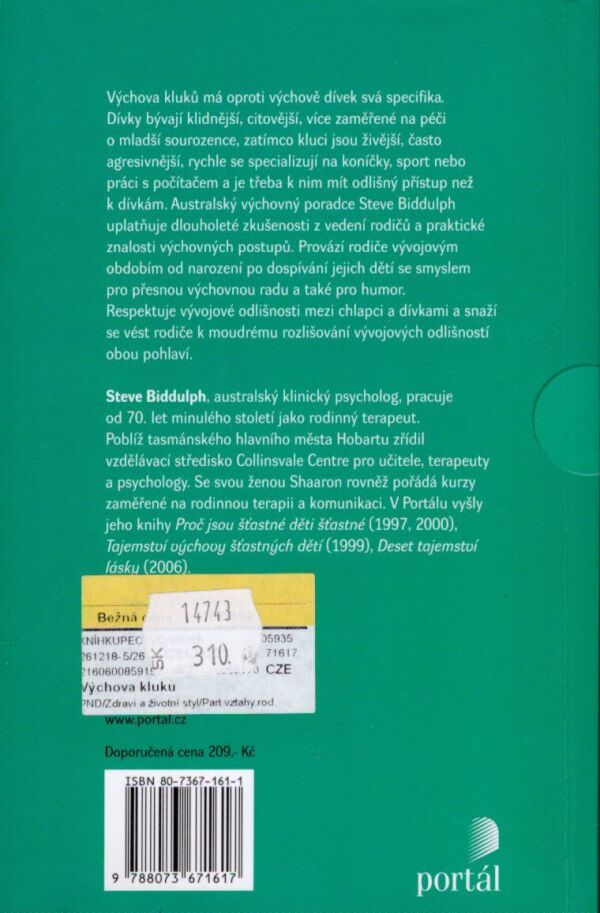 Výchova kluků má oproti výchově dívek svá specifika.
Dívky bývají klidnější, citovější, více zaměřené na péči
o mladší sourozence, zatímco kluci jsou živější, často
agresivnější, rychle se specializují na koníčky, sport nebo
práci s počítačem a je třeba k nim mít odlišný přístup než
k dívkám. Australský výchovný poradce Steve Biddulph
uplatňuje dlouholeté zkušenosti z vedení rodičů a praktické
znalosti výchovných postupů. Provází rodiče vývojovým
obdobím od narození po dospívání jejich dětí se smyslem
pro přesnou výchovnou radu a také pro humor.
Respektuje vývojové odlišnosti mezi chlapci a dívkami a snaží
se vést rodiče k moudrému rozlišování vývojových odlišností
obou pohlaví.
Steve Biddulph, australský klinický psycholog, pracuje
od 70. let minulého století jako rodinný terapeut.
Poblíž tasmánského hlavního města Hobartu zřídil
vzdělávací středisko Collinsvale Centre pro učitele, terapeuty
a psychology. Se svou ženou Shaaron rovněž pořádá kurzy
zaměřené na rodinnou terapii a komunikaci. V Portálu vyšly
jeho knihy Proč jsou šťastné děti šťastné (1997, 2000),
Tajemství výchovy šťastných dětí (1999), Deset tajemství
lásky (2006).
Bežná
14743
KNÍHKUPEC
05935
261218-5/26
SK
310.
71617
216060085915
CZE
Výchova kluku
PND/Zdraví a životní styl/Part.vztahy,rod
www.portal.cz
Doporučená cena 209,- Kč
ISBN 80-7367-161-1
9 788073 671617
portál